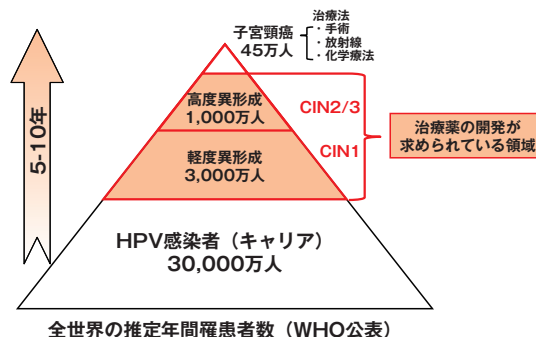 子宮頸癌
45万人
治療法
・手術
・放射線
・化学療法
高度異形成
1,000万人
CIN2/3
軽度異形成
3,000万人
CIN1
治療薬の開発が
求められている領域
5-10年
HPV感染者（キャリア）
30,000万人
全世界の推定年間罹患者数（WHO公表）